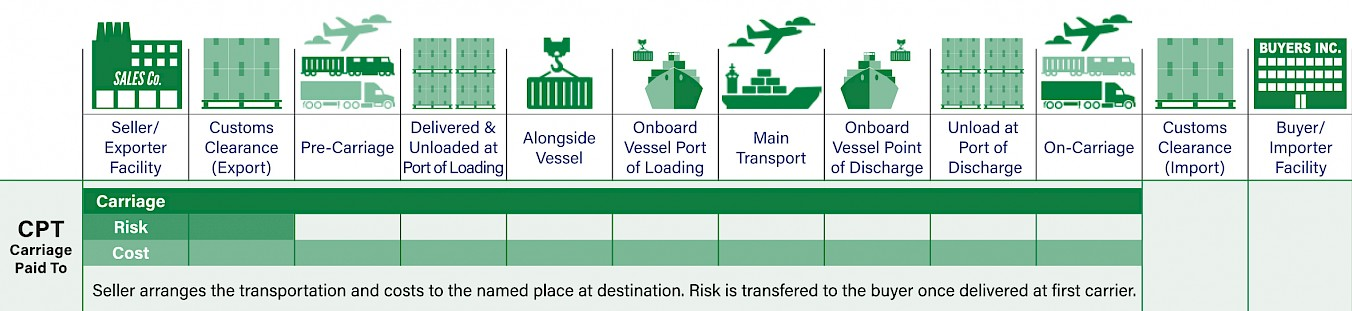 SALES Co.
BUYERS INC.
Seller/
Exporter
Facility
Customs
Clearance
(Export)
Pre-Carriage
Delivered &
Unloaded at
Port of Loading
Alongside
Vessel
Onboard
Vessel Port
of Loading
Main
Transport
Onboard
Vessel Point
of Discharge
Unload at
Port of
Discharge
On-Carriage
Customs
Clearance
(Import)
Buyer/
Importer
Facility
CPT
Carriage
Paid To
Carriage
Risk
Cost
Seller arranges the transportation and costs to the named place at destination. Risk is transfered to the buyer once delivered at first carrier.